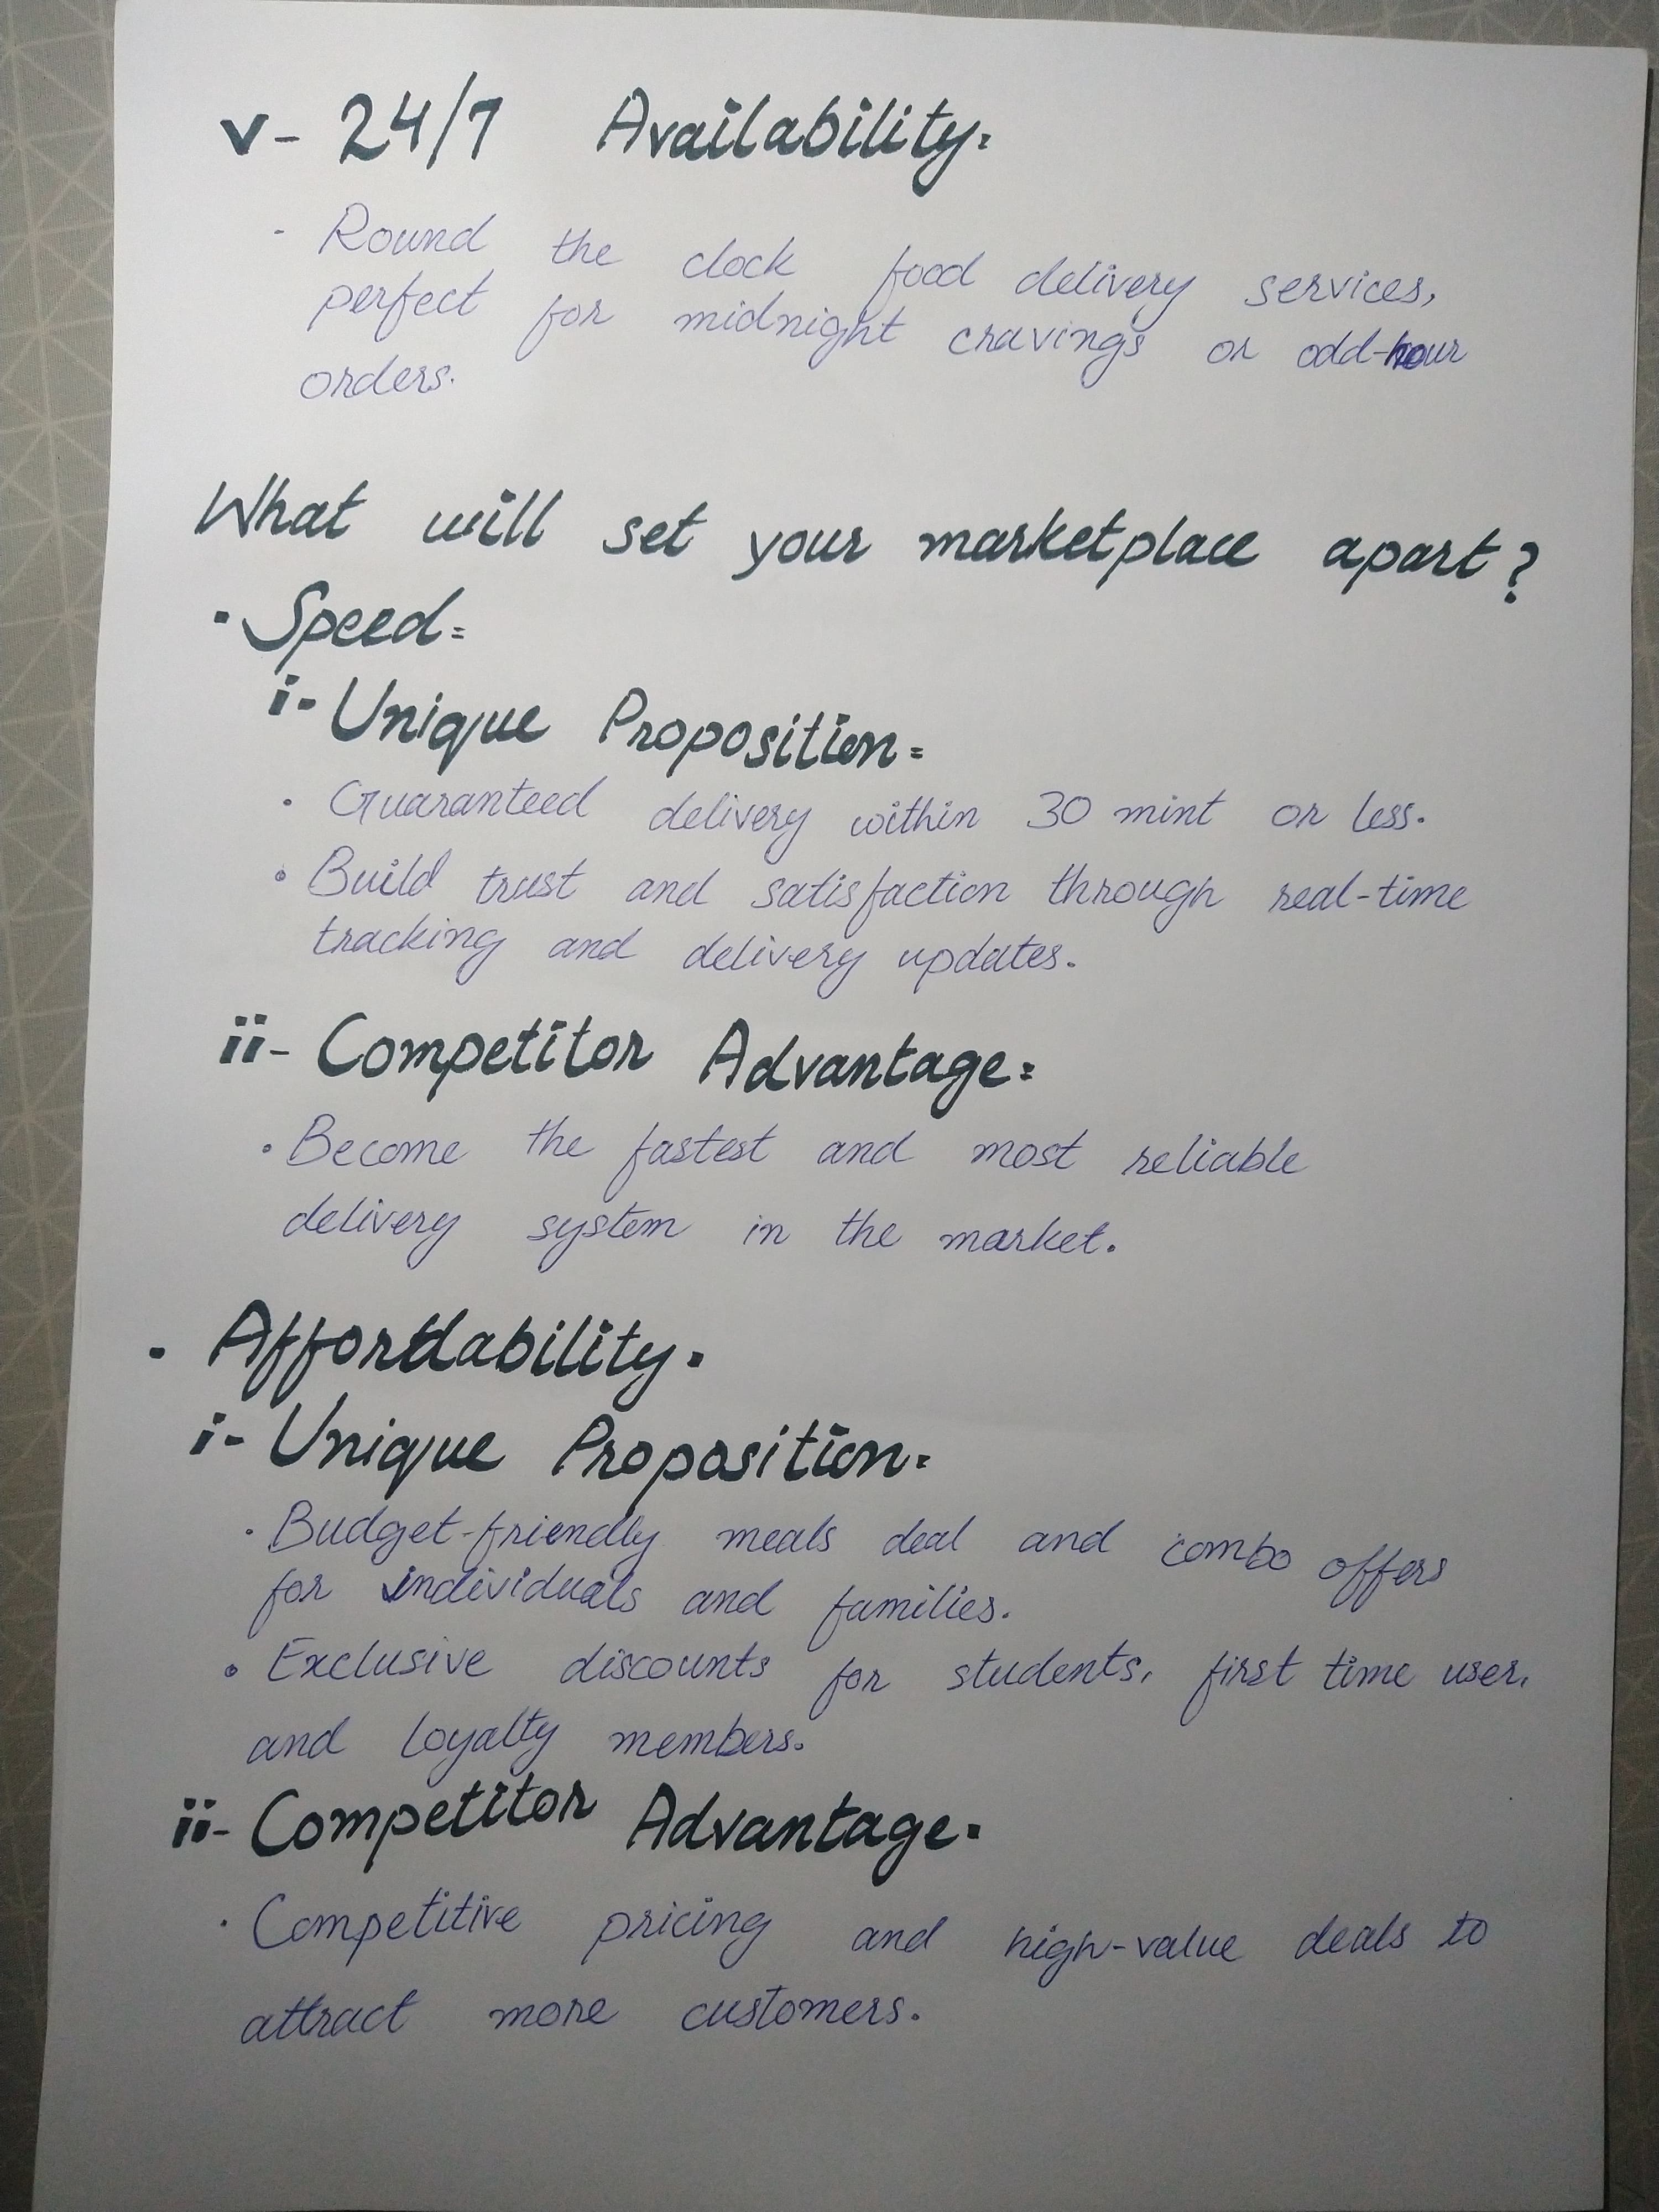 v- 24/7 Availability:
- Round the clock food delivery services,
perfect for midnight cravings or odd-hour
orders.
What will set your marketplace apart?
• Speed:
i- Unique Proposition:
• Guaranteed delivery within 30 mint or less.
• Build trust and satisfaction through real-time
tracking and delivery updates.
ii- Competitor Advantage:
• Become the fastest and most reliable
delivery system in the market.
• Affordability.
i- Unique Proposition:
• Budget-friendly meals deal and combo offers
for individuals and families.
• Exclusive discounts for students, first time user,
and loyalty members.
ii- Competitor Advantage.
• Competitive pricing and high-value deals to
attract more customers.